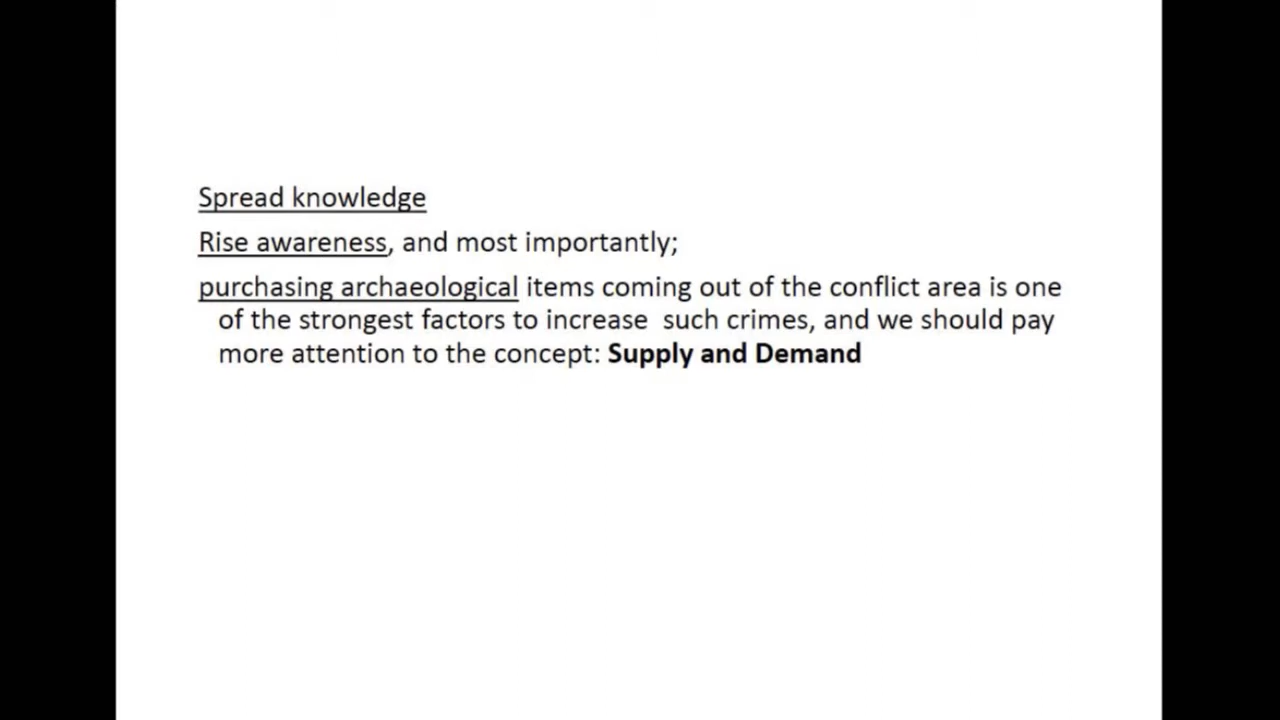 Spread knowledge
Rise awareness, and most importantly;
purchasing archaeological items coming out of the conflict area is one
of the strongest factors to increase  such crimes, and we should pay
more attention to the concept: Supply and Demand